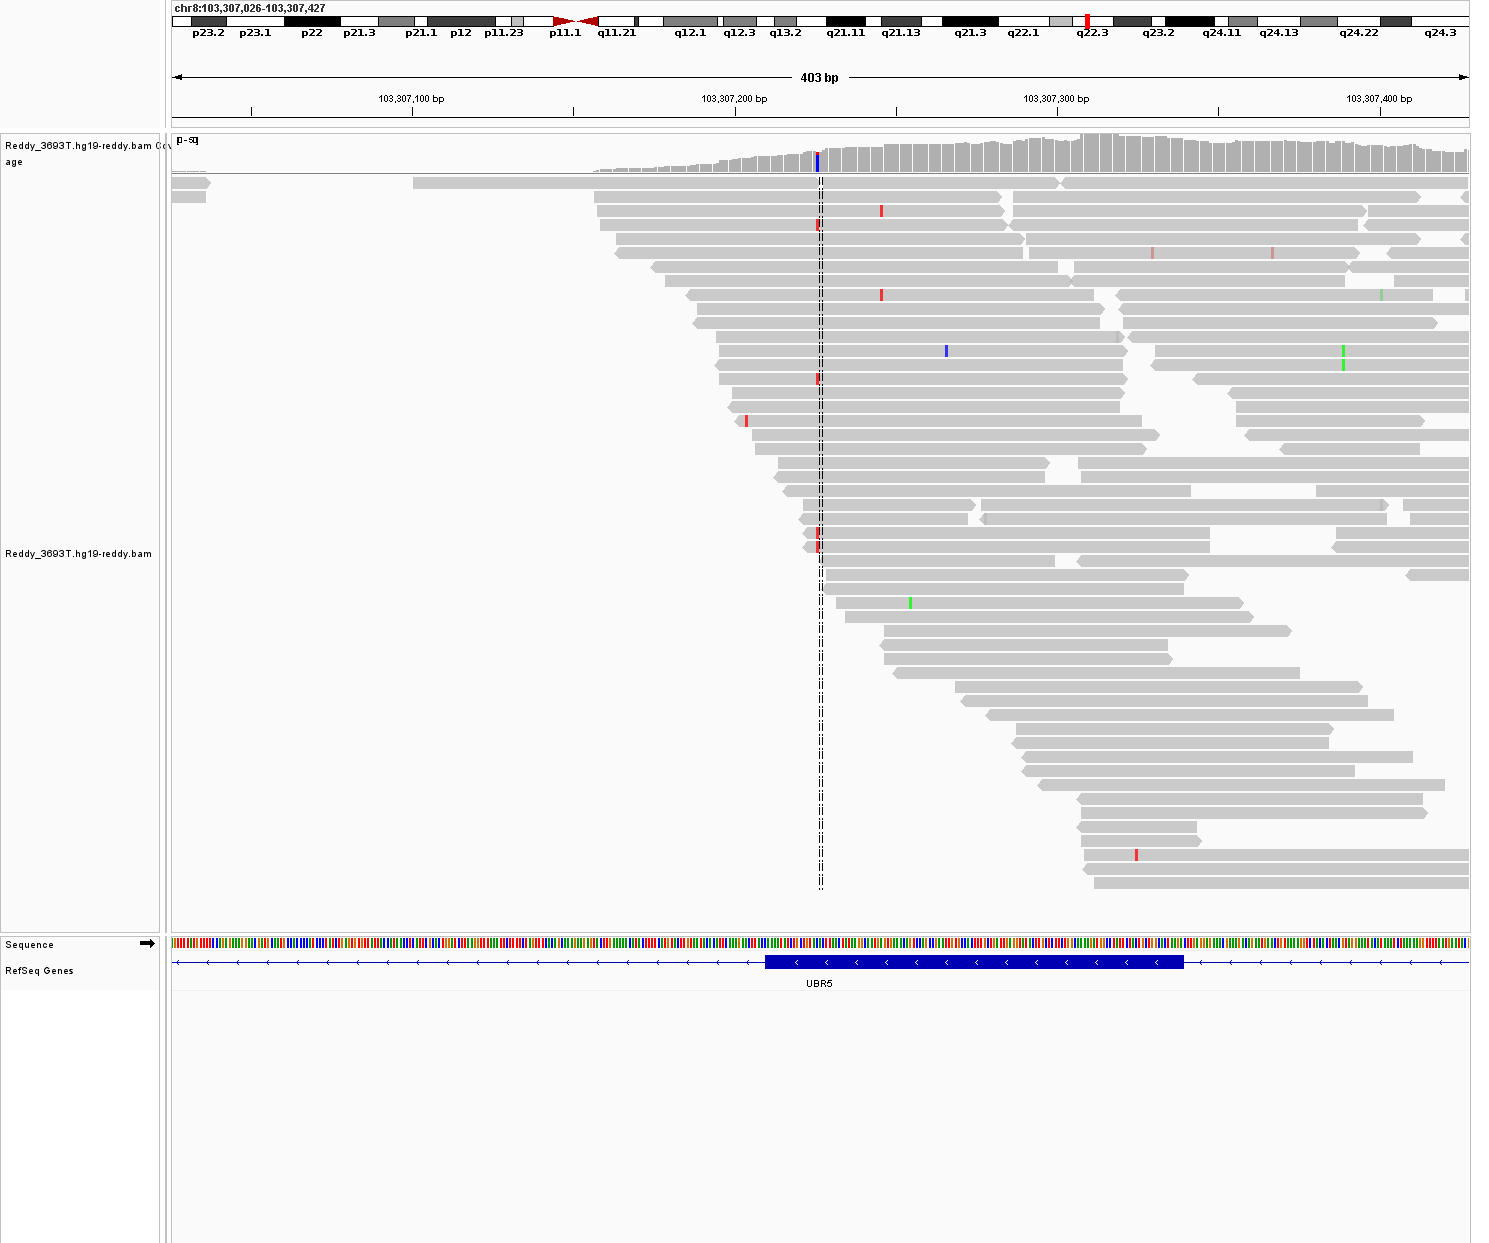 chr8:103,307,026-103,307,427
p23.2 p23.1 p22 p21.3 p21.1 p12 p11.23 p11.1 q11.21 q12.1 q12.3 q13.2 q21.11 q21.13 q21.3 q22.1 q22.3 q23.2 q24.11 q24.13 q24.22 q24.3
403 bp
103,307,100 bp 103,307,200 bp 103,307,300 bp 103,307,400 bp
Reddy_3693T.hg19-reddy.bam
age
Reddy_3693T.hg19-reddy.bam
Sequence
RefSeq Genes
UBR5